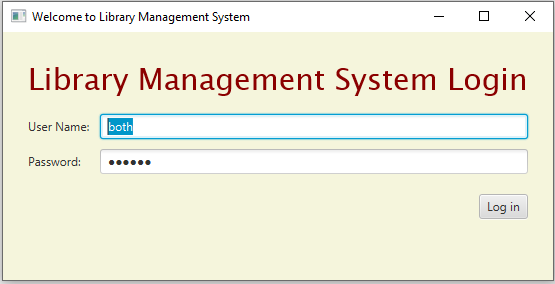 Welcome to Library Management System
Library Management System Login
User Name: both
Password: ●●●●●●
Log in